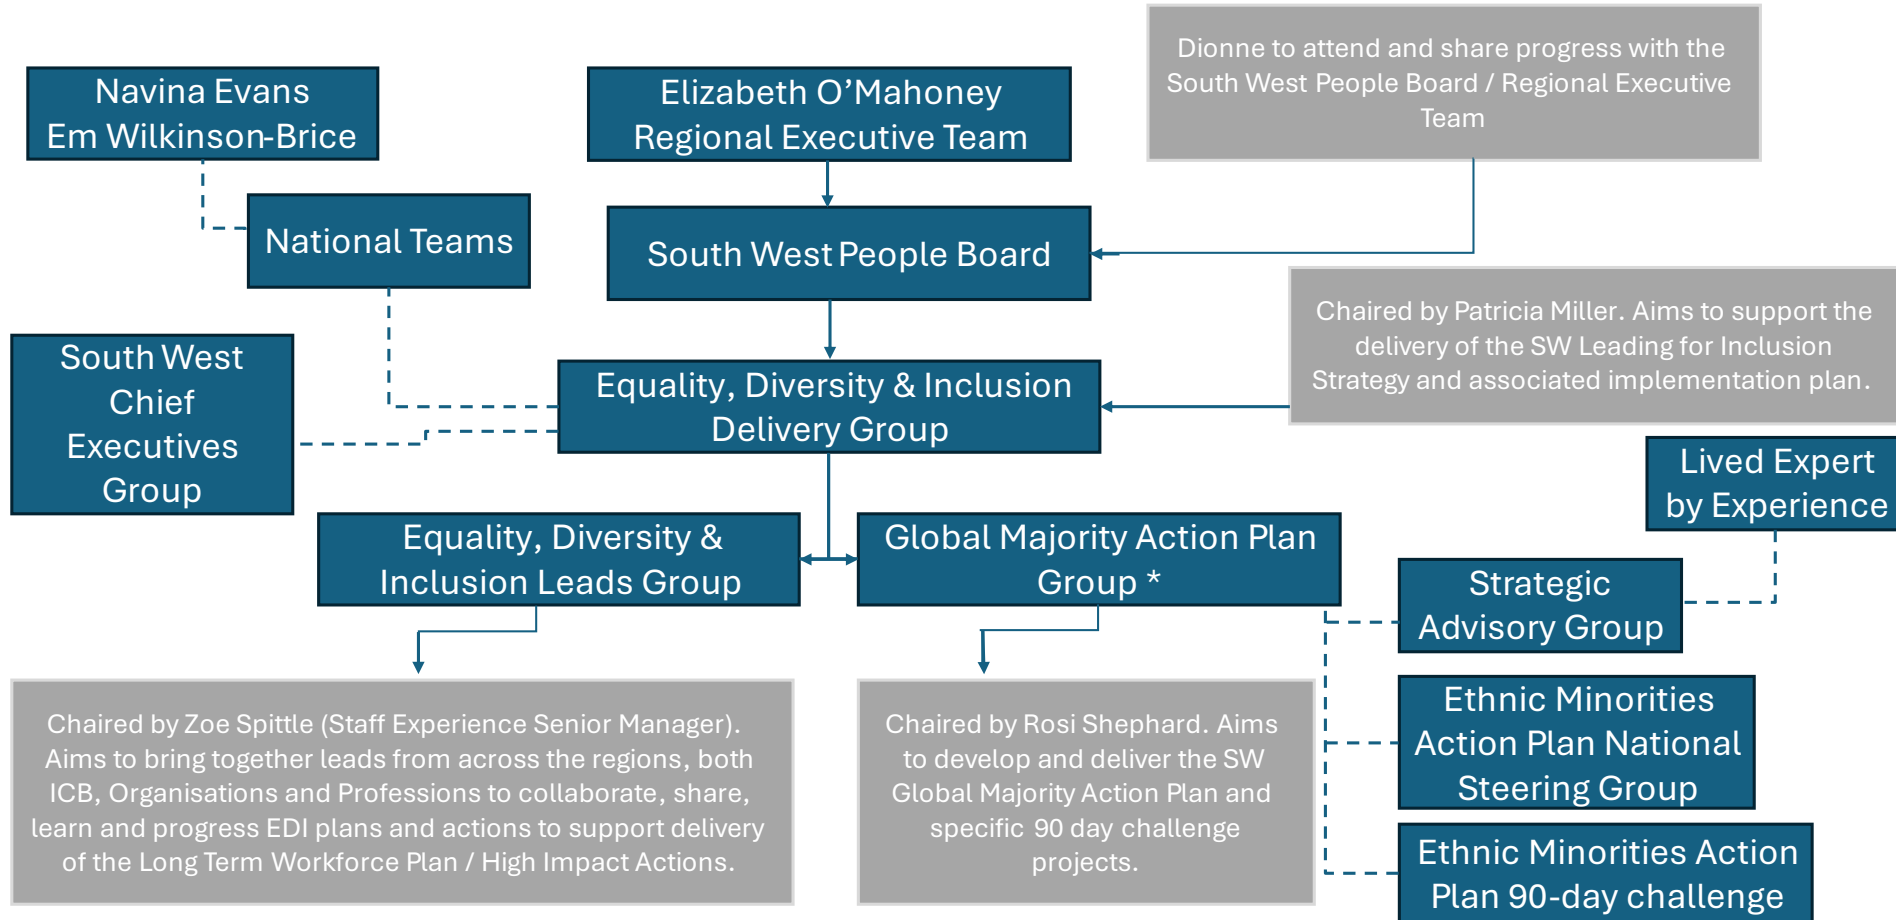 Dionne to attend and share progress with the
South West People Board / Regional Executive
Team
Navina Evans
Em Wilkinson-Brice
Elizabeth O’Mahoney
Regional Executive Team
National Teams
South West People Board
Chaired by Patricia Miller. Aims to support the
delivery of the SW Leading for Inclusion
Strategy and associated implementation plan.
South West
Chief
Executives
Group
Equality, Diversity & Inclusion
Delivery Group
Lived Expert
by Experience
Equality, Diversity &
Inclusion Leads Group
Global Majority Action Plan
Group *
Strategic
Advisory Group
Chaired by Zoe Spittle (Staff Experience Senior Manager).
Aims to bring together leads from across the regions, both
ICB, Organisations and Professions to collaborate, share,
learn and progress EDI plans and actions to support delivery
of the Long Term Workforce Plan / High Impact Actions.
Chaired by Rosi Shephard. Aims
to develop and deliver the SW
Global Majority Action Plan and
specific 90 day challenge
projects.
Ethnic Minorities
Action Plan National
Steering Group
Ethnic Minorities Action
Plan 90-day challenge